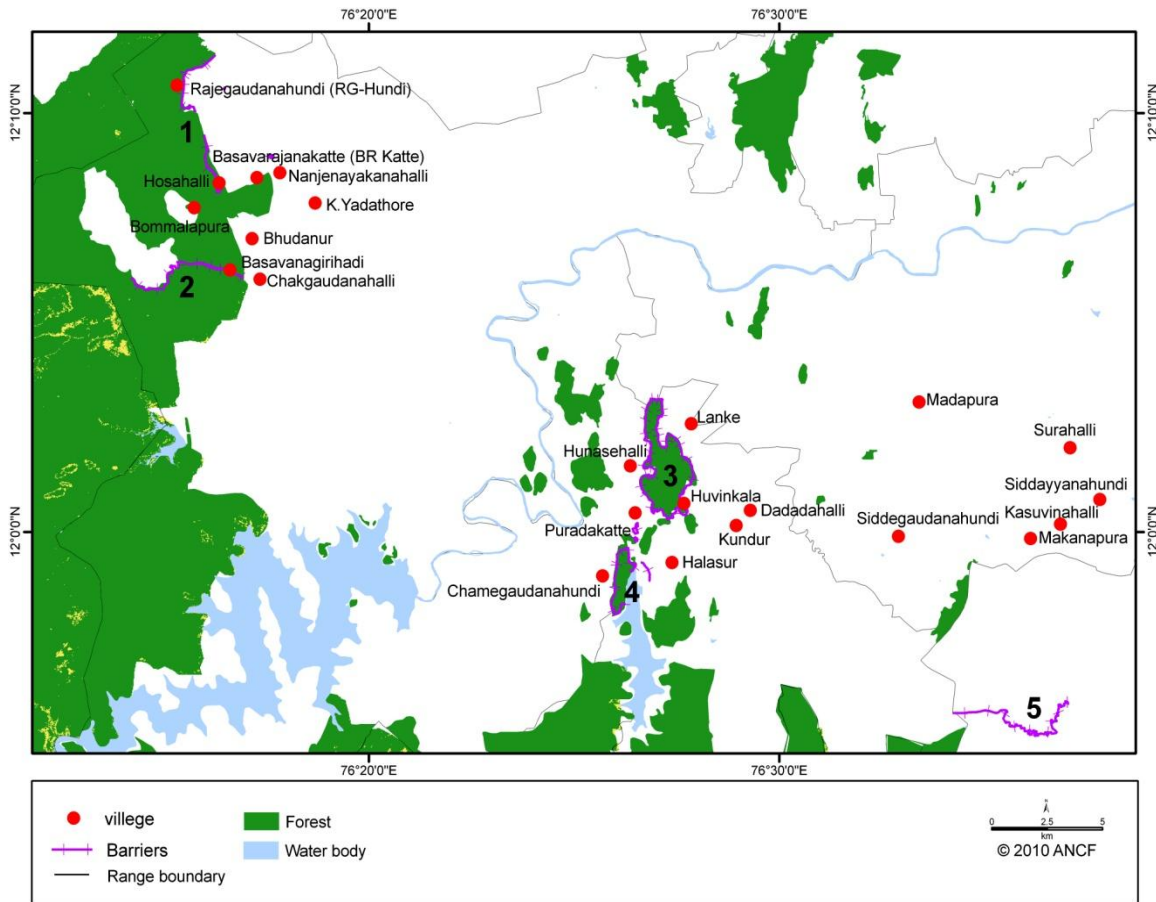 76°20'0"E
76°30'0"E
12°10'0"N
12°10'0"N
Rajegaudanahundi (RG-Hundi)
1
Basavarajanakatte (BR Katte)
Hosahalli
Nanjenayakanahalli
K.Yadathore
Bommalapura
Bhudanur
Basavanagirihadi
2
Chakgaudanahalli
Madapura
Lanke
Surahalli
Hunasehalli
3
Siddayyanahundi
Huvinkala
Dadadahalli
Kasuvinahalli
Siddegaudanahundi
12°0'0"N
Puradakatte
Kundur
Makanapura
12°0'0"N
Halasur
Chamegaudanahundi
4
5
76°20'0"E
76°30'0"E
villege
Forest
Barriers
Water body
Range boundary
N
0 2.5 5
km
© 2010 ANCF